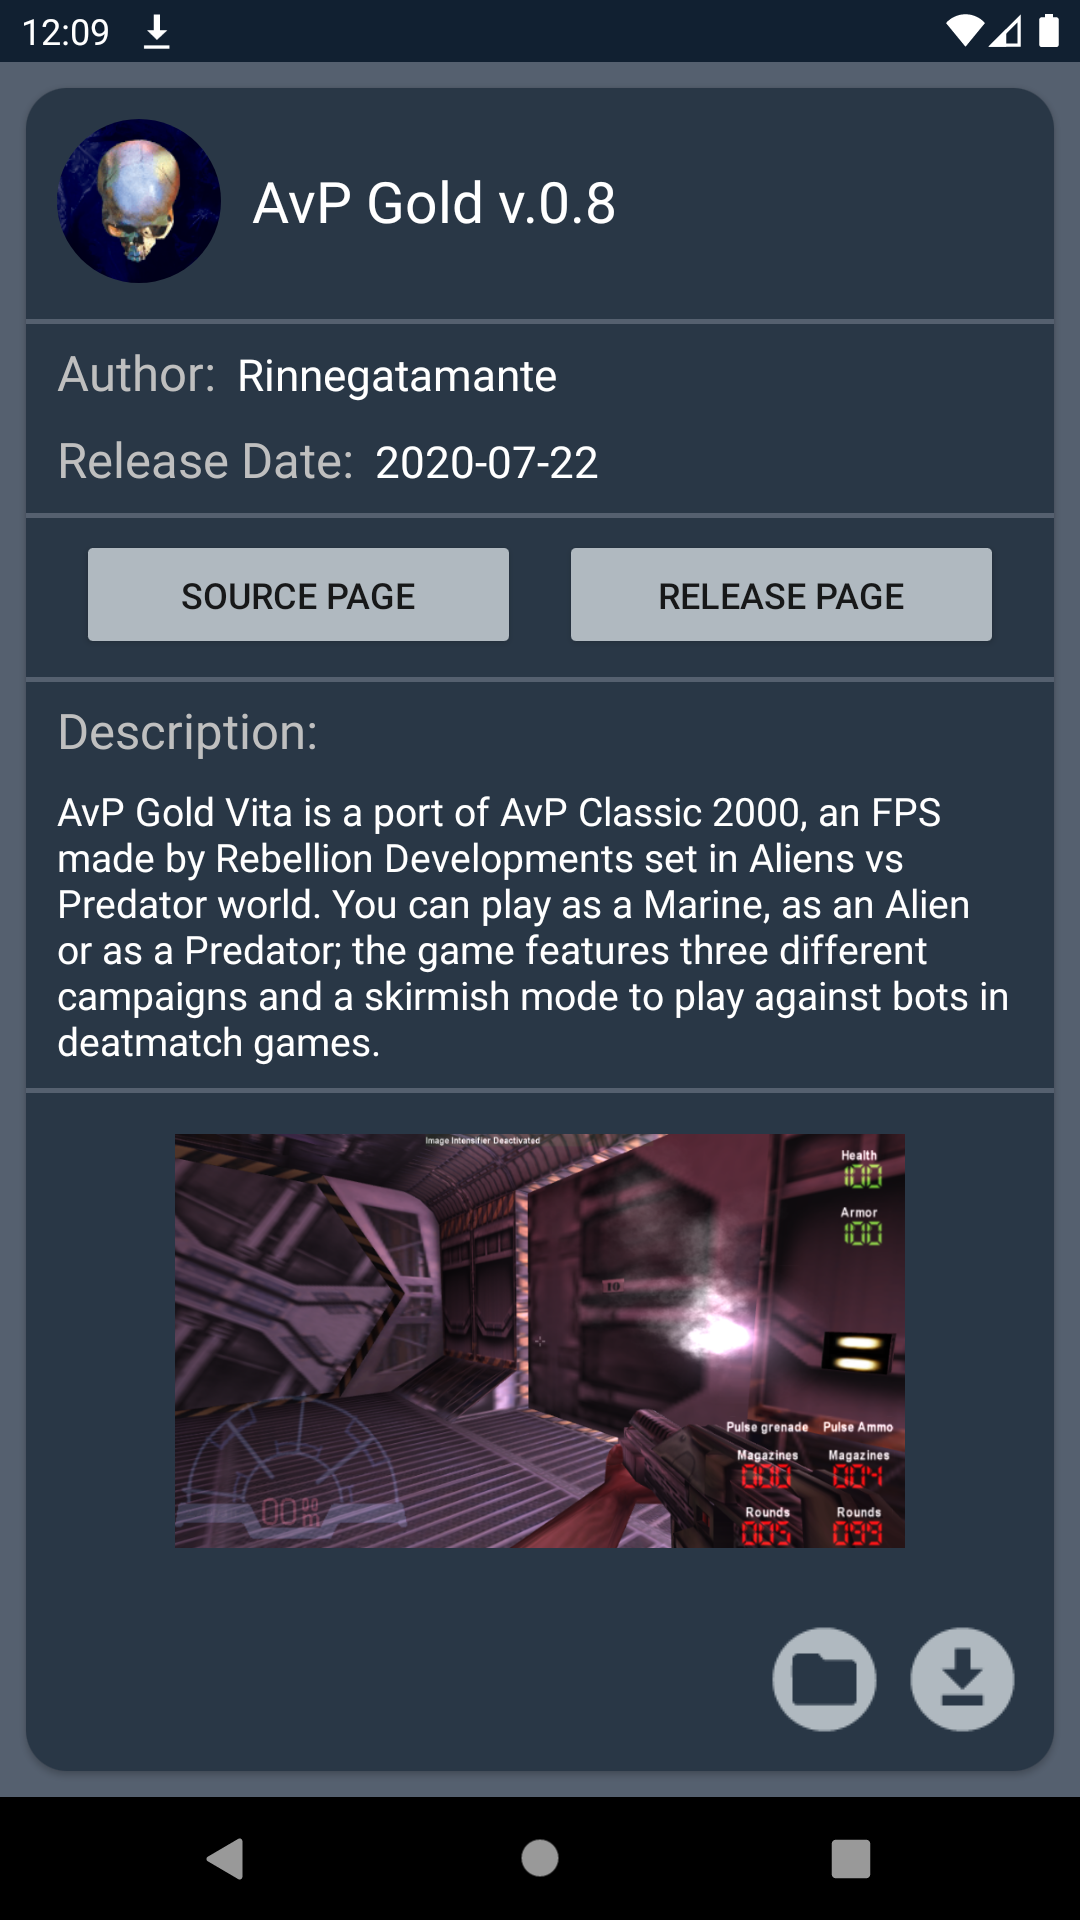 12:09
AvP Gold v.0.8
Author: Rinnegatamante
Release Date: 2020-07-22
SOURCE PAGE
RELEASE PAGE
Description:
AvP Gold Vita is a port of AvP Classic 2000, an FPS
made by Rebellion Developments set in Aliens vs
Predator world. You can play as a Marine, as an Alien
or as a Predator; the game features three different
campaigns and a skirmish mode to play against bots in
deatmatch games.
Image Intensifier Deactivated
Health
100
Armor
100
10
Pulse grenade Pulse Ammo
Magazines Magazines
000 004
Rounds Rounds
005 099
00 00 m